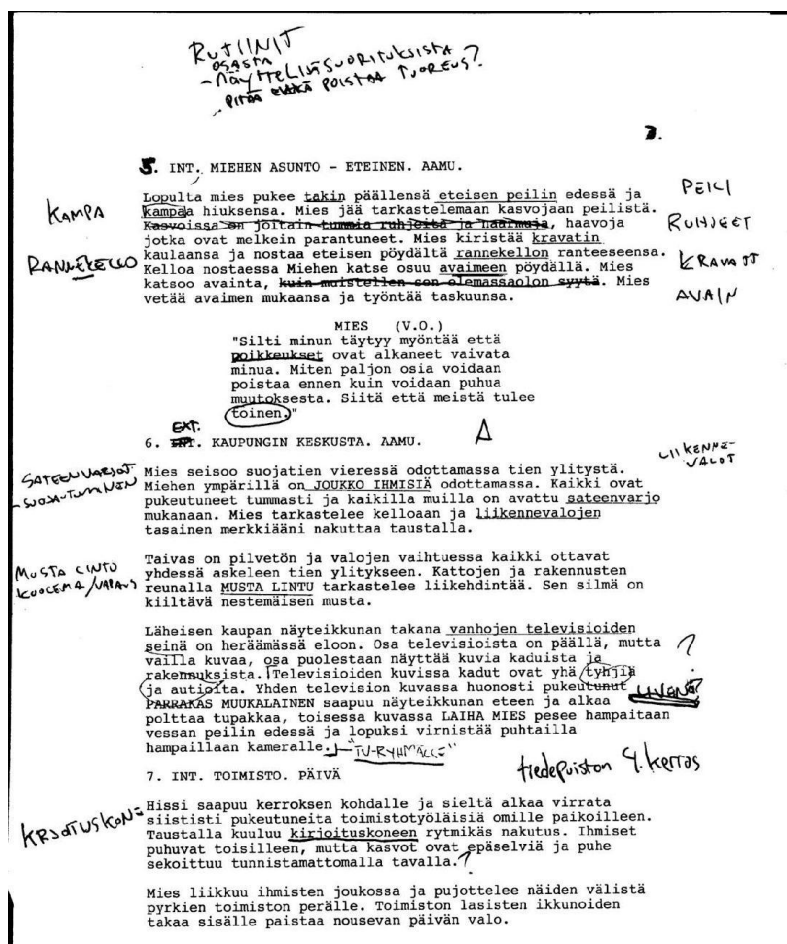 RUTIINIT
OSASTA
- NÄYTTELIJÄSUORITUKSISTA
PITÄÄ POISTAA TUOREUS?
3.
5. INT. MIEHEN ASUNTO - ETEINEN. AAMU.
KAMPA
RANNEKELLO
Lopulta mies pukee takin päällensä eteisen peilin edessä ja
kampaa hiuksensa. Mies jää tarkastelemaan kasvojaan peilistä.
Kasvoissa on joitain tummia ruhjeita ja naarmuja, haavoja
jotka ovat melkein parantuneet. Mies kiristää kravatin
kaulaansa ja nostaa eteisen pöydältä rannekellon ranteeseensa.
Kelloa nostaessa Miehen katse osuu avaimeen pöydällä. Mies
katsoo avainta, kuin muistellen sen olemassaolon syytä. Mies
vetää avaimen mukaansa ja työntää taskuunsa.
PEILI
RUHJEET
KRAVATTI
AVAIN
MIES (V.O.)
"Silti minun täytyy myöntää että
poikkeukset ovat alkaneet vaivata
minua. Miten paljon osia voidaan
poistaa ennen kuin voidaan puhua
muutoksesta. Siitä että meistä tulee
toinen."
EXT.
6. INT. KAUPUNGIN KESKUSTA. AAMU.
LIIKENNE-
VALOT
SATEENVARJOT
- SUOJAUTUMINEN
Mies seisoo suojatien vieressä odottamassa tien ylitystä.
Miehen ympärillä on JOUKKO IHMISIÄ odottamassa. Kaikki ovat
pukeutuneet tummasti ja kaikilla muilla on avattu sateenvarjo
mukanaan. Mies tarkastelee kelloaan ja liikennevalojen
tasainen merkkiääni nakuttaa taustalla.
MUSTA LINTU
KUOLEMA/VAPAUS
Taivas on pilvetön ja valojen vaihtuessa kaikki ottavat
yhdessä askeleen tien ylitykseen. Kattojen ja rakennusten
reunalla MUSTA LINTU tarkastelee liikehdintää. Sen silmä on
kiiltävä nestemäisen musta.
Läheisen kaupan näyteikkunan takana vanhojen televisioiden
seinä on heräämässä eloon. Osa televisioista on päällä, mutta
vailla kuvaa, osa puolestaan näyttää kuvia kaduista ja
rakennuksista. Televisioiden kuvissa kadut ovat yhä tyhjiä
ja autioita. Yhden television kuvassa huonosti pukeutunut
PARRAKAS MUUKALAINEN saapuu näyteikkunan eteen ja alkaa
polttaa tupakkaa, toisessa kuvassa LAIHA MIES pesee hampaitaan
vessan peilin edessä ja lopuksi virnistää puhtailla
hampaillaan kameralle.
?
"TV-RYHMÄLLE"
tiedepuiston 4. kerros
7. INT. TOIMISTO. PÄIVÄ
Hissi saapuu kerroksen kohdalle ja sieltä alkaa virrata
siististi pukeutuneita toimistotyöläisiä omille paikoilleen.
Taustalla kuuluu kirjoituskoneen rytmikäs nakutus. Ihmiset
puhuvat toisilleen, mutta kasvot ovat epäselviä ja puhe
sekoittuu tunnistamattomalla tavalla.?
Mies liikkuu ihmisten joukossa ja pujottelee näiden välistä
pyrkien toimiston perälle. Toimiston lasisten ikkunoiden
takaa sisälle paistaa nousevan päivän valo.